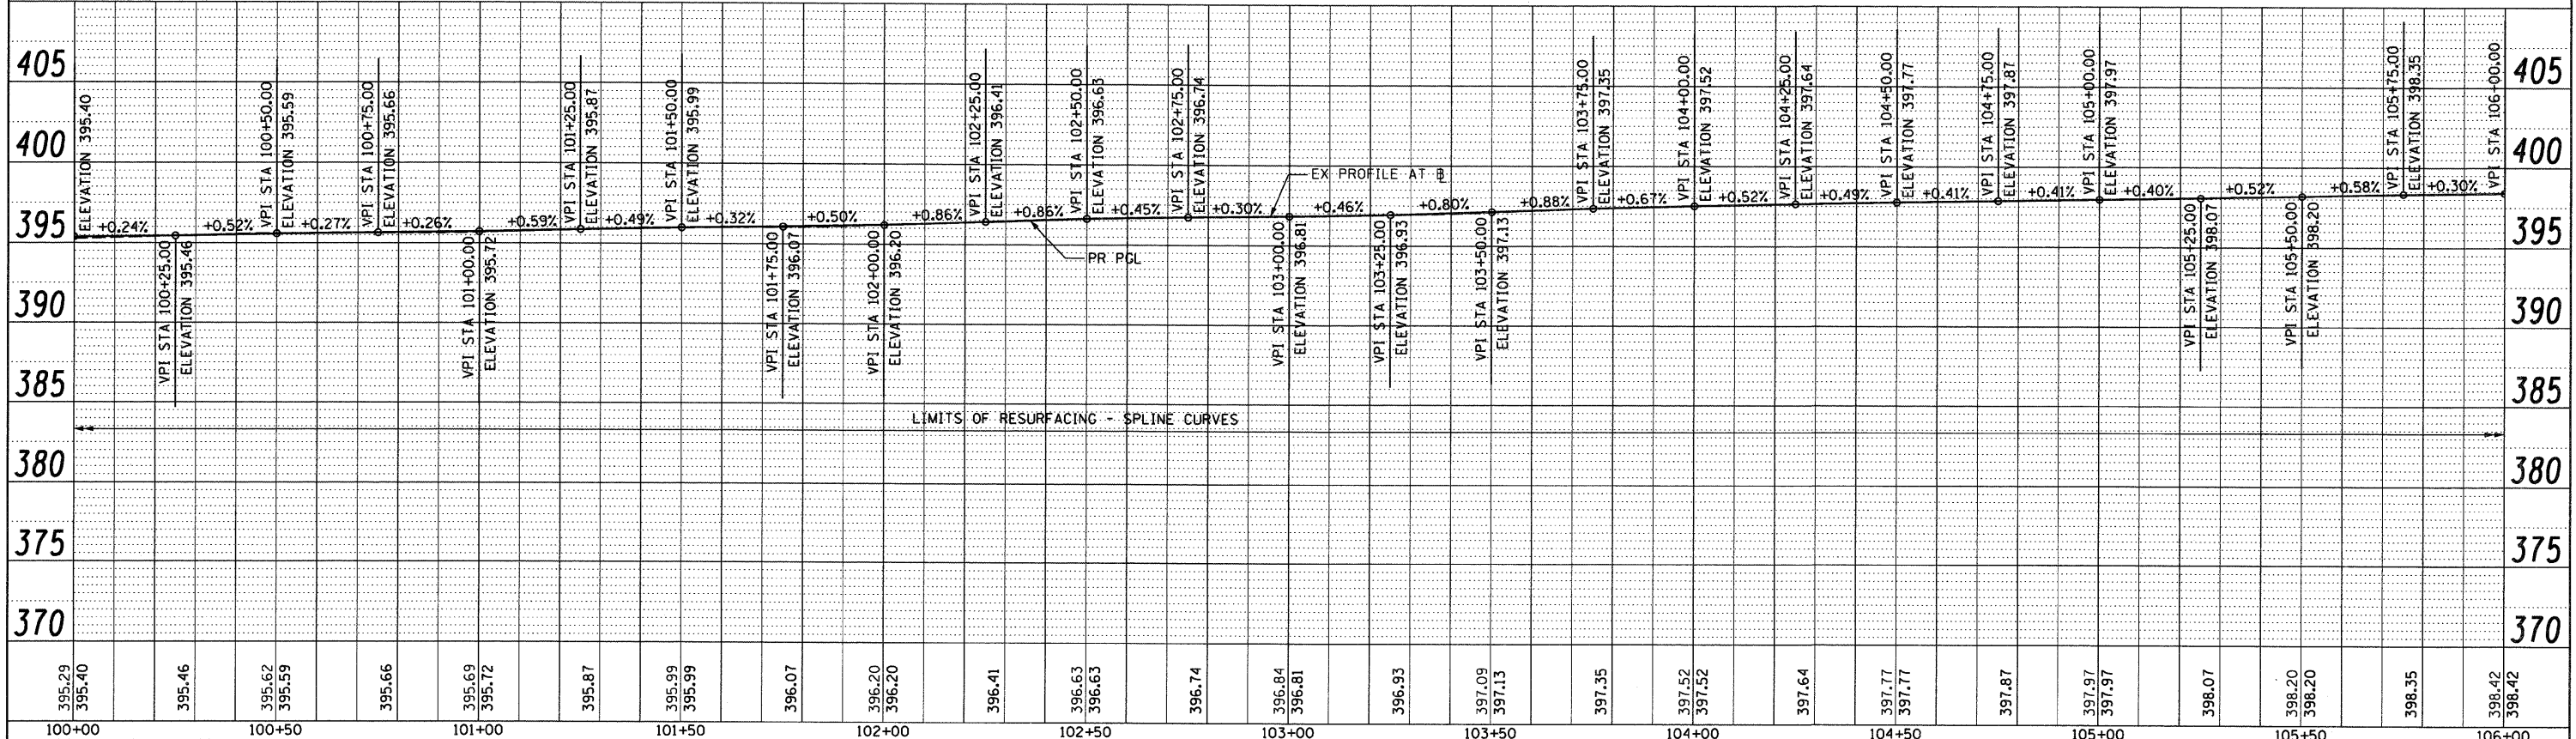 405
400
395
390
385
380
375
370
405
400
395
390
385
380
375
370
ELEVATION 395.40
VPI STA 100+25.00
ELEVATION 395.46
VPI STA 100+50.00
ELEVATION 395.59
VPI STA 100+75.00
ELEVATION 395.66
VPI STA 101+00.00
ELEVATION 395.72
VPI STA 101+25.00
ELEVATION 395.87
VPI STA 101+50.00
ELEVATION 395.99
VPI STA 101+75.00
ELEVATION 396.07
VPI STA 102+00.00
ELEVATION 396.20
VPI STA 102+25.00
ELEVATION 396.41
VPI STA 102+50.00
ELEVATION 396.63
VPI STA 102+75.00
ELEVATION 396.74
VPI STA 103+00.00
ELEVATION 396.81
VPI STA 103+25.00
ELEVATION 396.93
VPI STA 103+50.00
ELEVATION 397.13
VPI STA 103+75.00
ELEVATION 397.35
VPI STA 104+00.00
ELEVATION 397.52
VPI STA 104+25.00
ELEVATION 397.64
VPI STA 104+50.00
ELEVATION 397.77
VPI STA 104+75.00
ELEVATION 397.87
VPI STA 105+00.00
ELEVATION 397.97
VPI STA 105+25.00
ELEVATION 398.07
VPI STA 105+50.00
ELEVATION 398.20
VPI STA 105+75.00
ELEVATION 398.35
VPI STA 106+00.00
+0.24% +0.52% +0.27% +0.26% +0.59% +0.49% +0.32% +0.50% +0.86% +0.86% +0.45% +0.30% +0.46% +0.80% +0.88% +0.67% +0.52% +0.49% +0.41% +0.41% +0.40% +0.52% +0.58% +0.30%
EX PROFILE AT
PR PGL
LIMITS OF RESURFACING - SPLINE CURVES
395.29
395.40
395.46
395.62
395.59
395.66
395.69
395.72
395.87
395.99
395.99
396.07
396.20
396.20
396.41
396.63
396.63
396.74
396.84
396.81
396.93
397.09
397.13
397.35
397.52
397.52
397.64
397.77
397.77
397.87
397.97
397.97
398.07
398.20
398.20
398.35
398.42
398.42
100+00 100+50 101+00 101+50 102+00 102+50 103+00 103+50 104+00 104+50 105+00 105+50 106+00